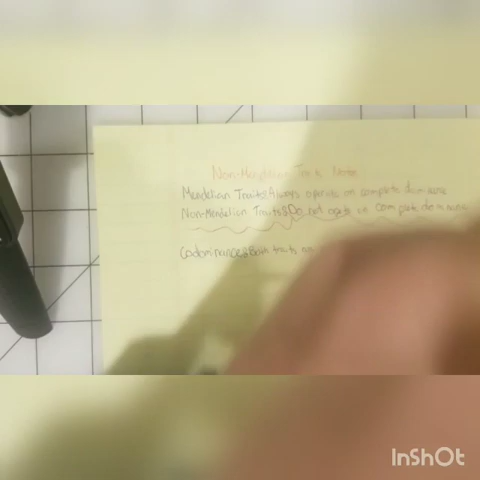 Non-Mendelian Traits Notes
Mendelian Traits: Always operate on complete dominance
Non-Mendelian Traits: Do not operate on complete dominance
Codominance: Both traits
InShOt